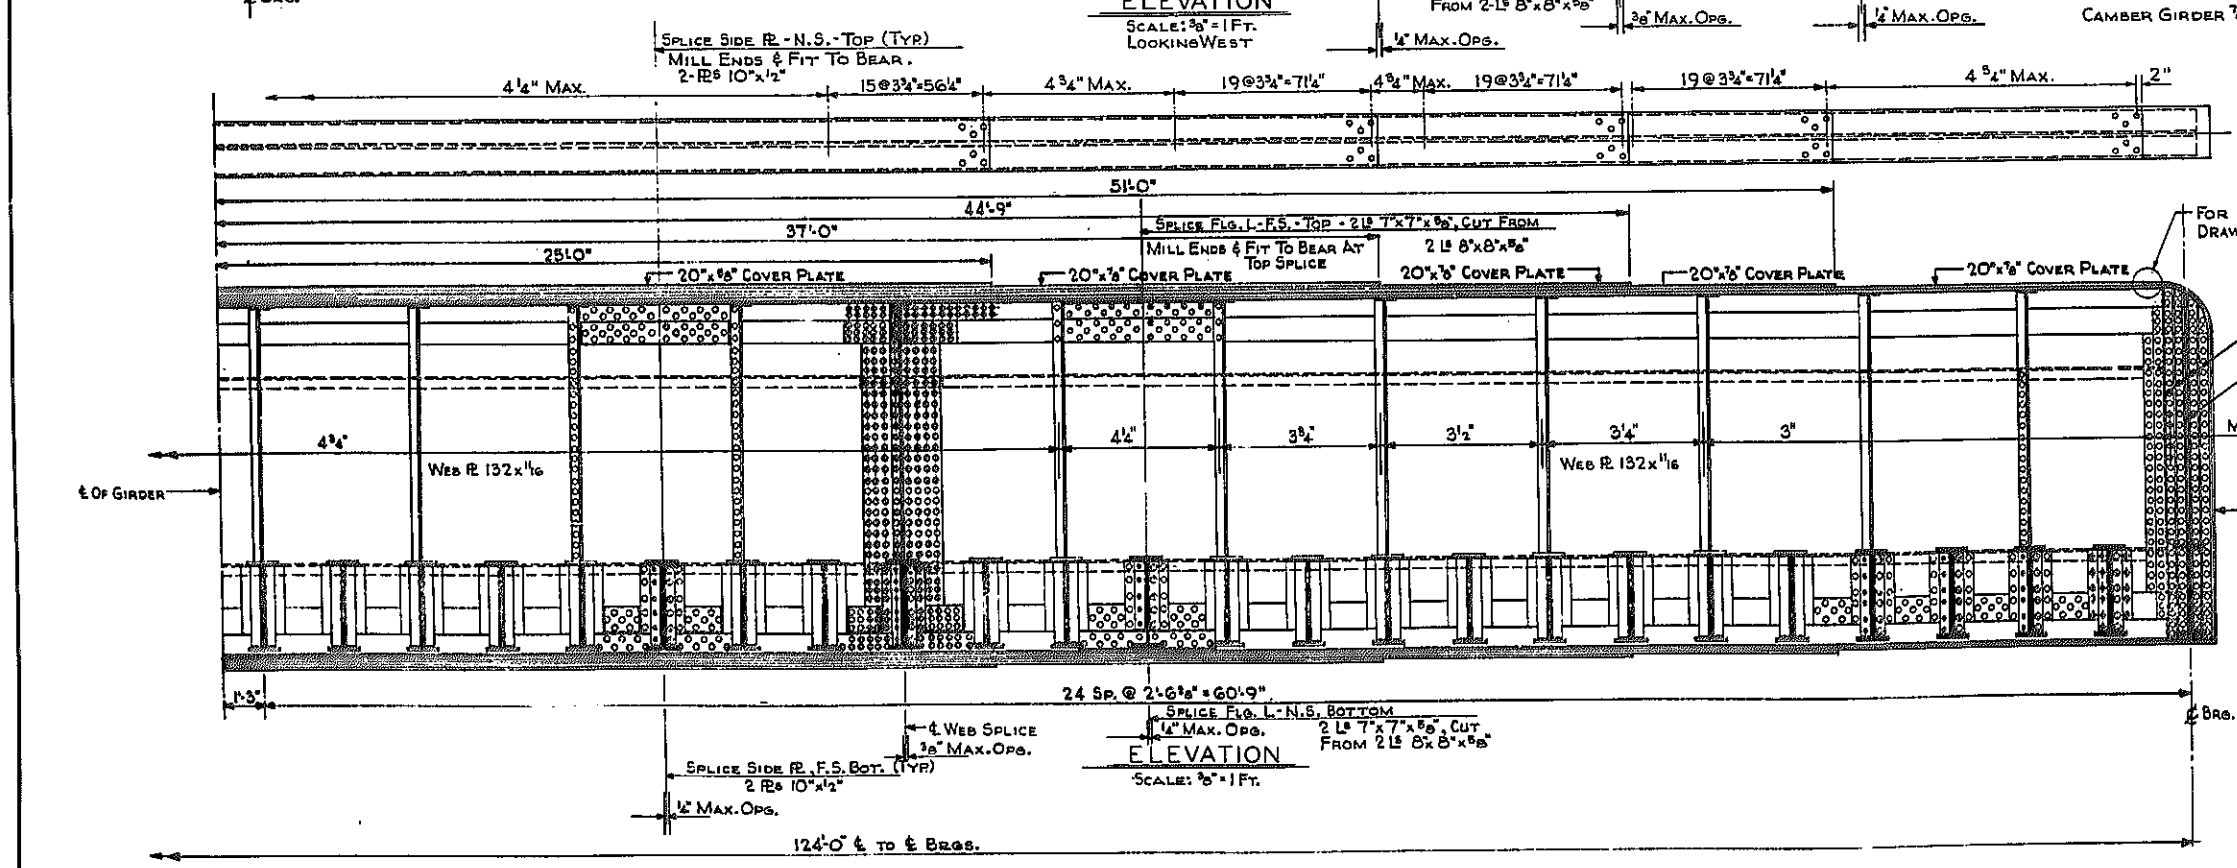 ¢ BRG.
ELEVATION
SCALE: 3/8" = 1 FT.
LOOKING WEST
FROM 2-Ls 8"x8"x5/8"
1/4" MAX. OPG.
3/8" MAX. OPG.
1/4" MAX. OPG.
CAMBER GIRDER
SPLICE SIDE PL - N.S. - TOP (TYP.)
MILL ENDS & FIT TO BEAR.
2-PLS 10"x1/2"
4 1/4" MAX.
15@3 3/4"=56 1/4"
4 3/4" MAX.
19@3 3/4"=71 1/4"
4 3/4" MAX.
19@3 3/4"=71 1/4"
19@3 3/4"=71 1/4"
4 3/4" MAX.
2"
51'-0"
44'-9"
37'-0"
25'-0"
SPLICE FLG. L-F.S.-TOP - 2Ls 7"x7"x5/8", CUT FROM
2 Ls 8"x8"x5/8"
MILL ENDS & FIT TO BEAR AT
TOP SPLICE
FOR
DRAW
20"x5/8" COVER PLATE
20"x7/8" COVER PLATE
20"x7/8" COVER PLATE
20"x7/8" COVER PLATE
20"x7/8" COVER PLATE
4 3/4"
4 1/4"
3 3/4"
3 1/2"
3 1/4"
3"
M
WEB PL 132x11/16
WEB PL 132x11/16
¢ OF GIRDER
1'-3"
24 SP. @ 2'-6 3/8" = 60'-9"
¢ BRG.
¢ WEB SPLICE
3/8" MAX. OPG.
SPLICE FLG. L-N.S. BOTTOM
1/4" MAX. OPG.
2 Ls 7"x7"x5/8", CUT
FROM 2 Ls 8"x8"x5/8"
SPLICE SIDE PL, F.S. BOT. (TYP.)
2 PLS 10"x1/2"
1/4" MAX. OPG.
ELEVATION
SCALE: 3/8" = 1 FT.
124'-0" ¢ TO ¢ BRGS.